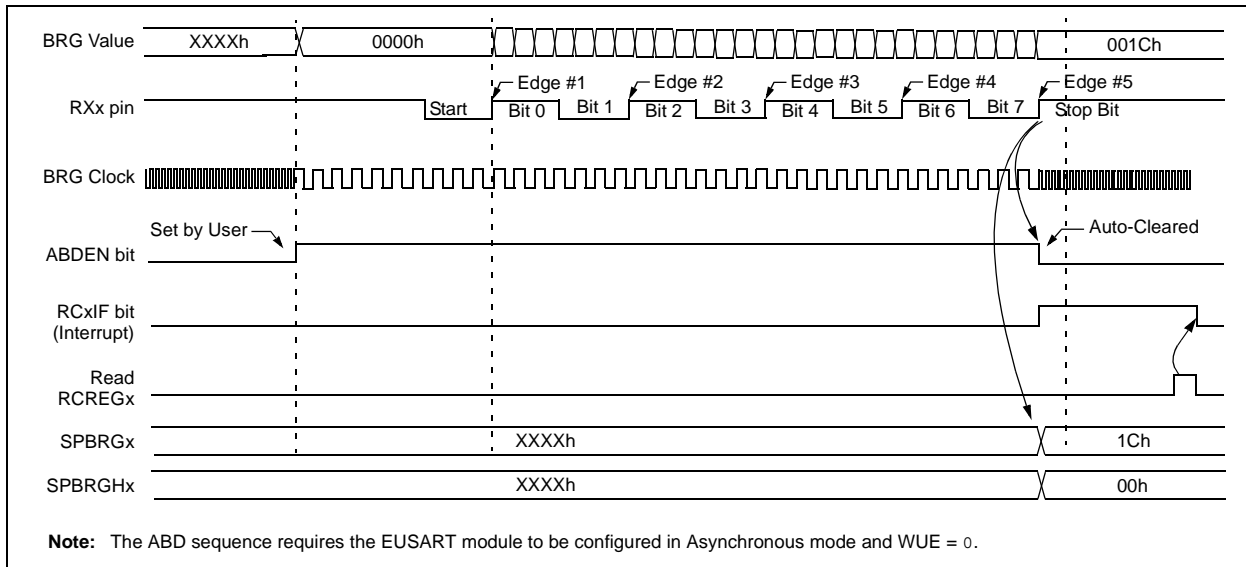 BRG Value XXXXh 0000h 001Ch
Edge #1 Edge #2 Edge #3 Edge #4 Edge #5
RXx pin Start Bit 0 Bit 1 Bit 2 Bit 3 Bit 4 Bit 5 Bit 6 Bit 7 Stop Bit
BRG Clock
Set by User Auto-Cleared
ABDEN bit
RCxIF bit
(Interrupt)
Read
RCREGx
SPBRGx XXXXh 1Ch
SPBRGHx XXXXh 00h
Note: The ABD sequence requires the EUSART module to be configured in Asynchronous mode and WUE = 0.